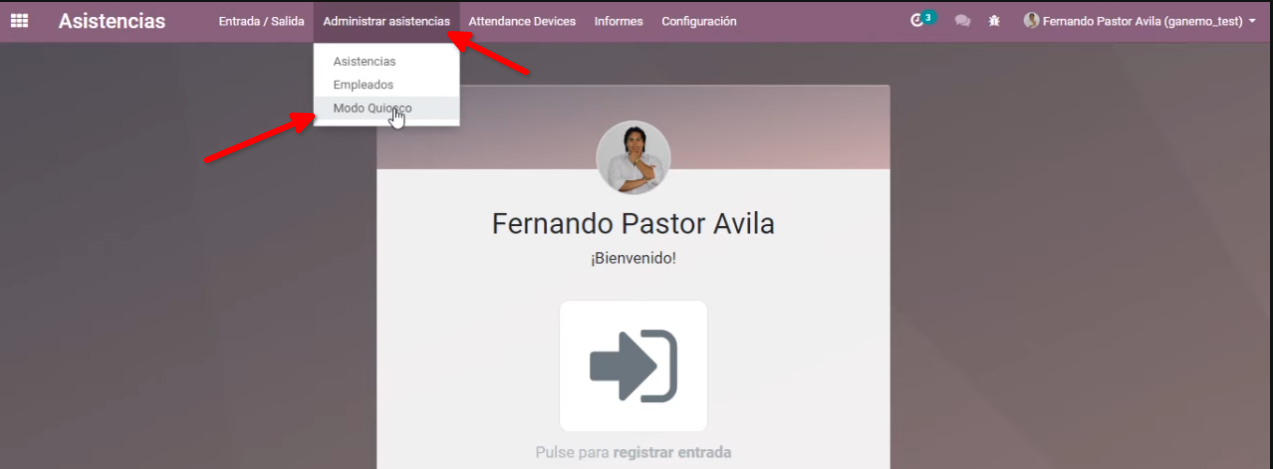 Asistencias Entrada / Salida Administrar asistencias Attendance Devices Informes Configuración 3 Fernando Pastor Avila (ganemo_test)
Asistencias
Empleados
Modo Quiosco
Fernando Pastor Avila
¡Bienvenido!
Pulse para registrar entrada